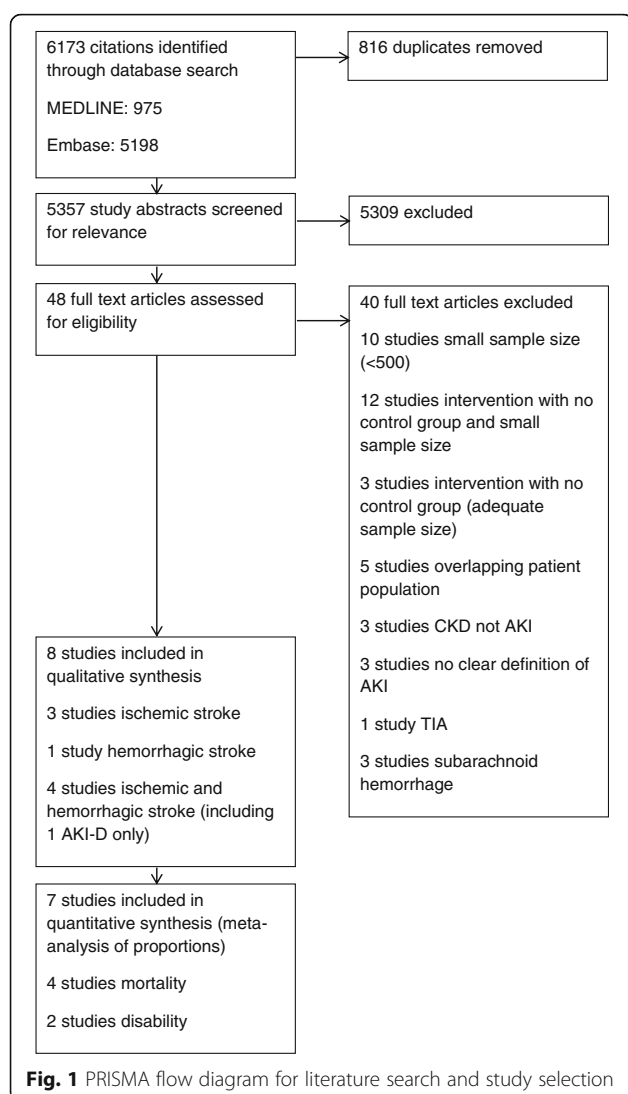 6173 citations identified
through database search
MEDLINE: 975
Embase: 5198
816 duplicates removed
5357 study abstracts screened
for relevance
5309 excluded
48 full text articles assessed
for eligibility
40 full text articles excluded
10 studies small sample size
(<500)
12 studies intervention with no
control group and small
sample size
3 studies intervention with no
control group (adequate
sample size)
5 studies overlapping patient
population
3 studies CKD not AKI
3 studies no clear definition of
AKI
1 study TIA
3 studies subarachnoid
hemorrhage
8 studies included in
qualitative synthesis
3 studies ischemic stroke
1 study hemorrhagic stroke
4 studies ischemic and
hemorrhagic stroke (including
1 AKI-D only)
7 studies included in
quantitative synthesis (meta-
analysis of proportions)
4 studies mortality
2 studies disability
Fig. 1 PRISMA flow diagram for literature search and study selection